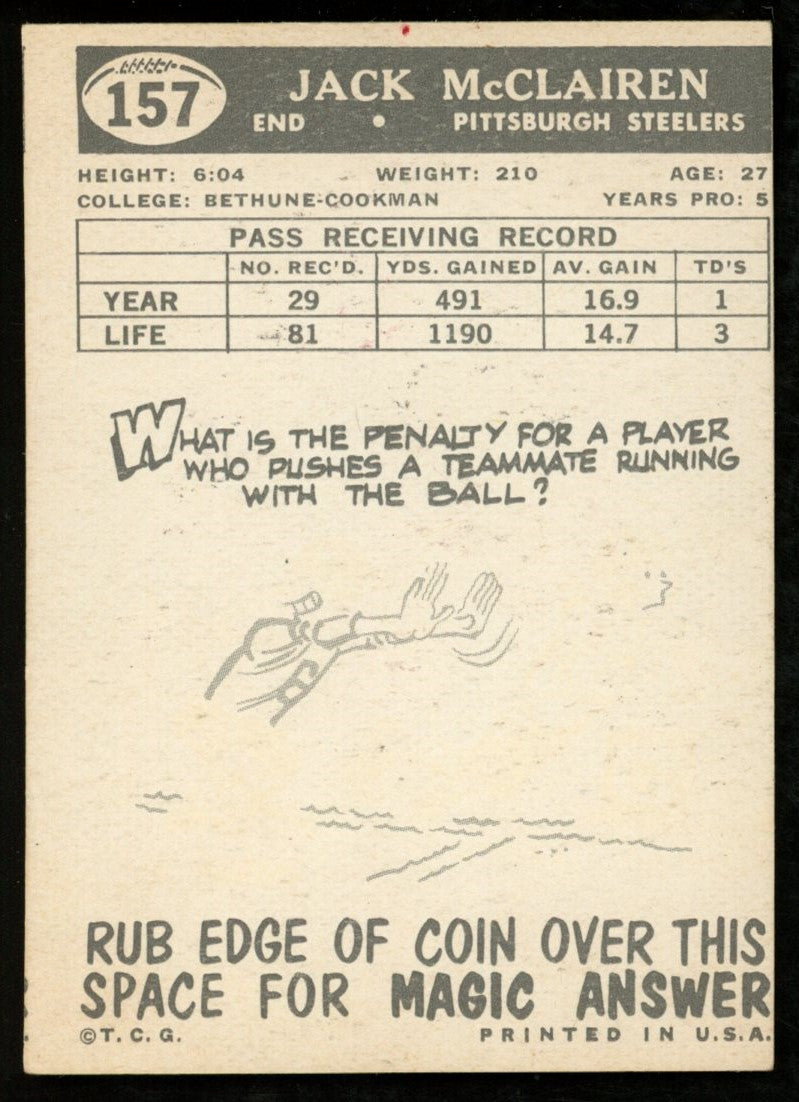 157
JACK McCLAIREN
END • PITTSBURGH STEELERS
HEIGHT: 6:04 WEIGHT: 210 AGE: 27
COLLEGE: BETHUNE-COOKMAN YEARS PRO: 5
PASS RECEIVING RECORD
NO. REC'D. YDS. GAINED AV. GAIN TD'S
YEAR 29 491 16.9 1
LIFE 81 1190 14.7 3
WHAT IS THE PENALTY FOR A PLAYER
WHO PUSHES A TEAMMATE RUNNING
WITH THE BALL?
RUB EDGE OF COIN OVER THIS
SPACE FOR MAGIC ANSWER
©T. C. G. PRINTED IN U.S.A.